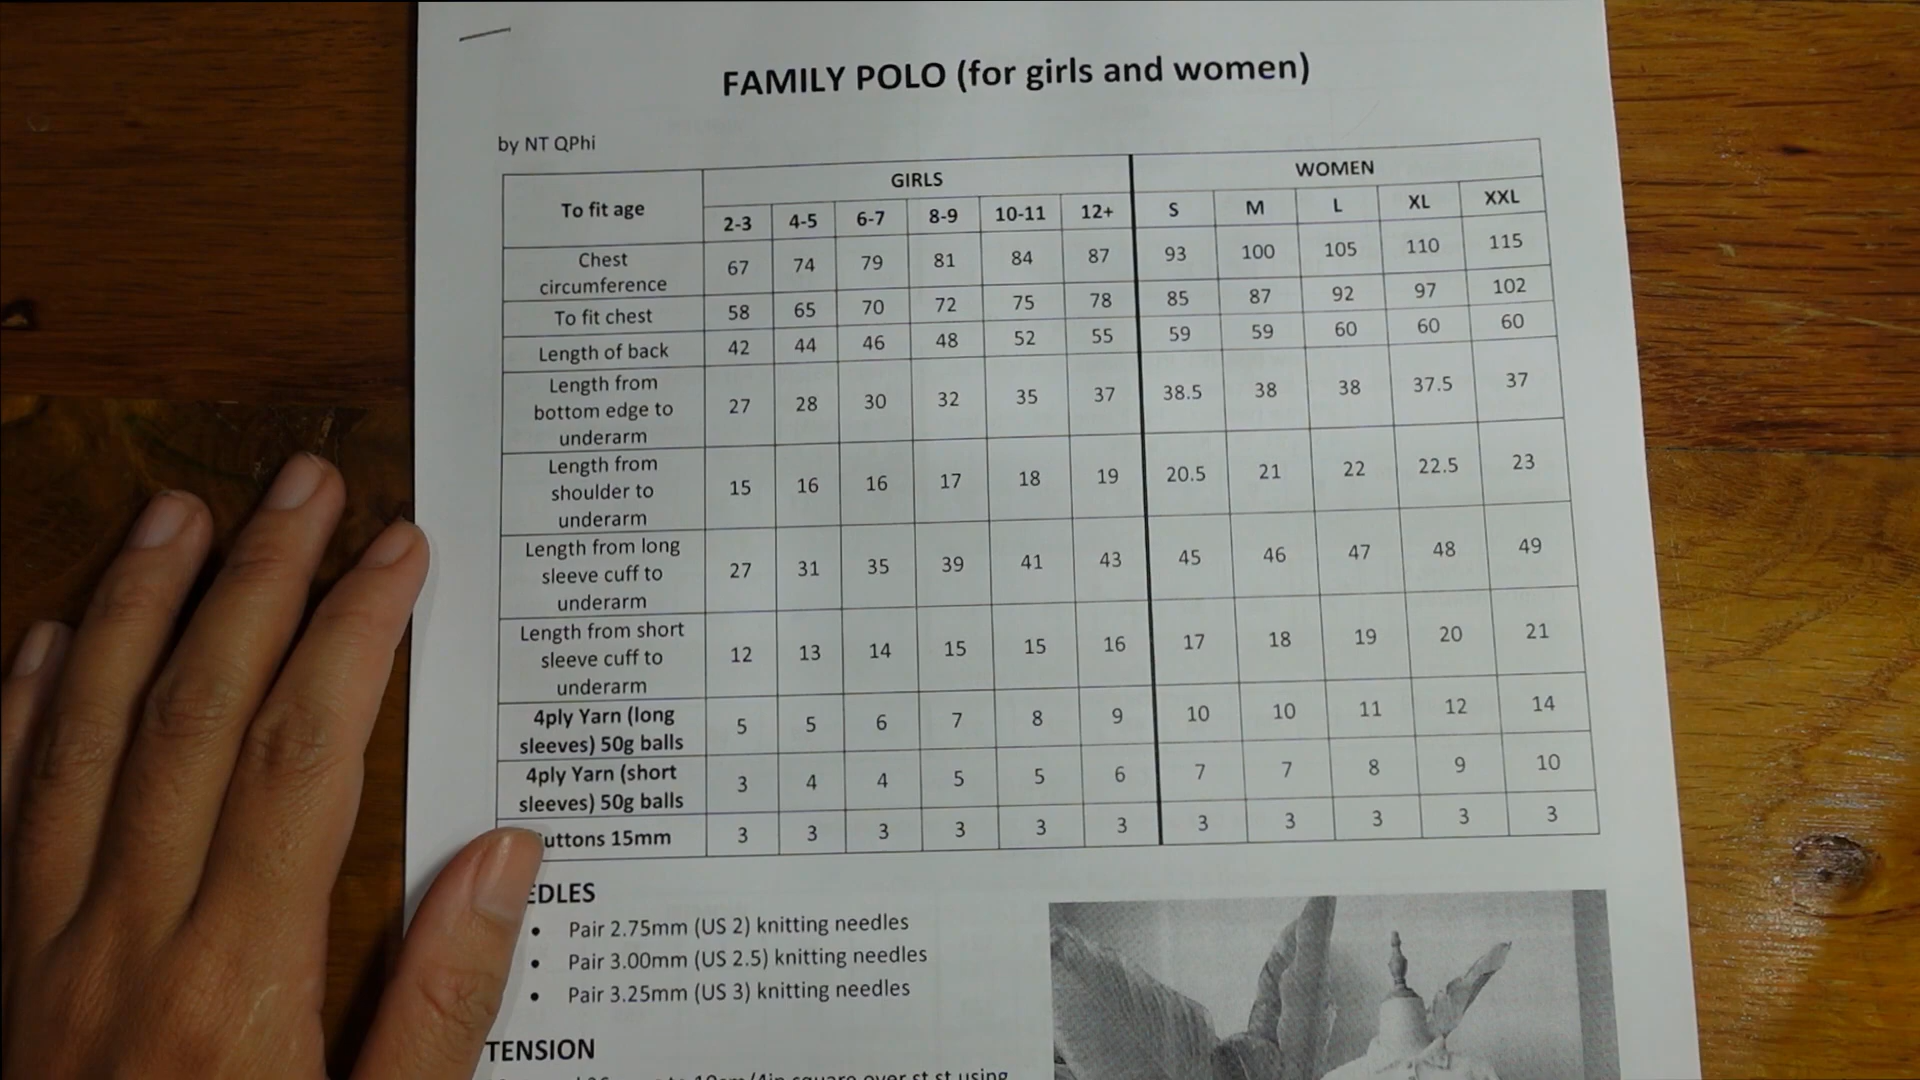 FAMILY POLO (for girls and women)
by NT QPhi
To fit age GIRLS WOMEN
2-3 4-5 6-7 8-9 10-11 12+ S M L XL XXL
Chest
circumference 67 74 79 81 84 87 93 100 105 110 115
To fit chest 58 65 70 72 75 78 85 87 92 97 102
Length of back 42 44 46 48 52 55 59 59 60 60 60
Length from
bottom edge to 27 28 30 32 35 37 38.5 38 38 37.5 37
underarm
Length from
shoulder to 15 16 16 17 18 19 20.5 21 22 22.5 23
underarm
Length from long
sleeve cuff to 27 31 35 39 41 43 45 46 47 48 49
underarm
Length from short
sleeve cuff to 12 13 14 15 15 16 17 18 19 20 21
underarm
4ply Yarn (long
sleeves) 50g balls 5 5 6 7 8 9 10 10 11 12 14
4ply Yarn (short
sleeves) 50g balls 3 4 4 5 5 6 7 7 8 9 10
uttons 15mm 3 3 3 3 3 3 3 3 3 3 3
EDLES
• Pair 2.75mm (US 2) knitting needles
• Pair 3.00mm (US 2.5) knitting needles
• Pair 3.25mm (US 3) knitting needles
TENSION
square over st st using